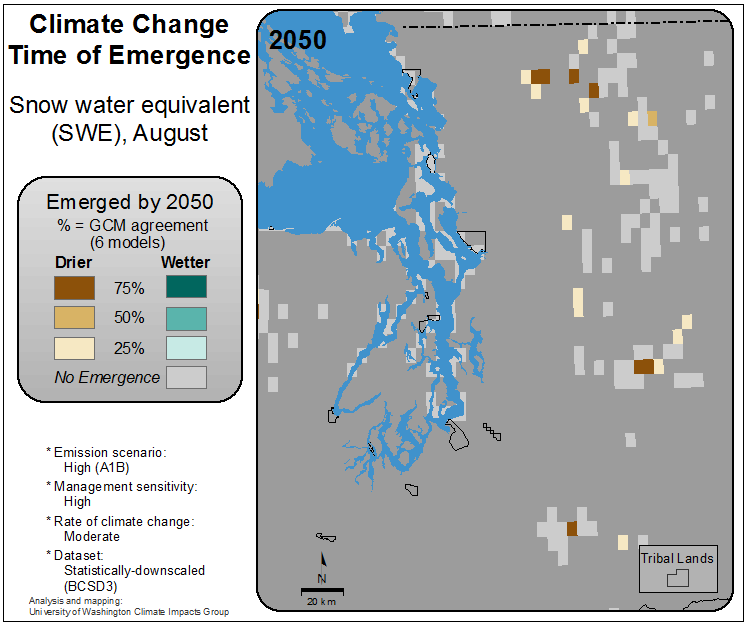 Climate Change
Time of Emergence
Snow water equivalent
(SWE), August
Emerged by 2050
% = GCM agreement
(6 models)
Drier Wetter
75%
50%
25%
No Emergence
* Emission scenario:
High (A1B)
* Management sensitivity:
High
* Rate of climate change:
Moderate
* Dataset:
Statistically-downscaled
(BCSD3)
Analysis and mapping:
University of Washington Climate Impacts Group
2050
N
20 km
Tribal Lands